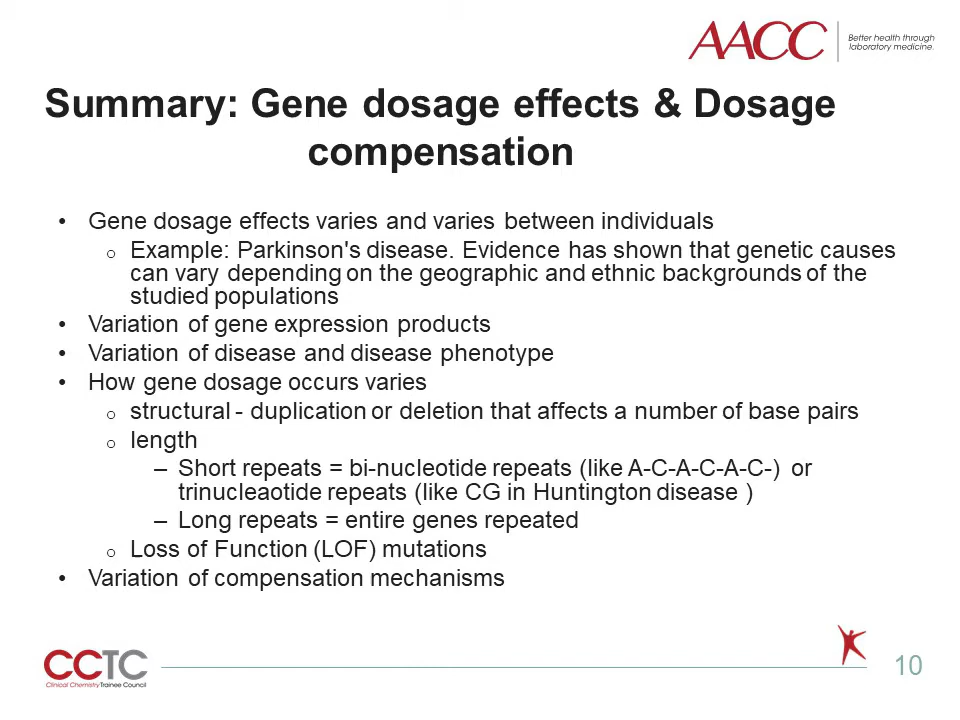 AACC
Better health through
laboratory medicine.
Summary: Gene dosage effects & Dosage
compensation
• Gene dosage effects varies and varies between individuals
o Example: Parkinson's disease. Evidence has shown that genetic causes
can vary depending on the geographic and ethnic backgrounds of the
studied populations
• Variation of gene expression products
• Variation of disease and disease phenotype
• How gene dosage occurs varies
o structural - duplication or deletion that affects a number of base pairs
o length
– Short repeats = bi-nucleotide repeats (like A-C-A-C-A-C-) or
trinucleaotide repeats (like CG in Huntington disease )
– Long repeats = entire genes repeated
o Loss of Function (LOF) mutations
• Variation of compensation mechanisms
CCTC
Clinical Chemistry Trainee Council
10